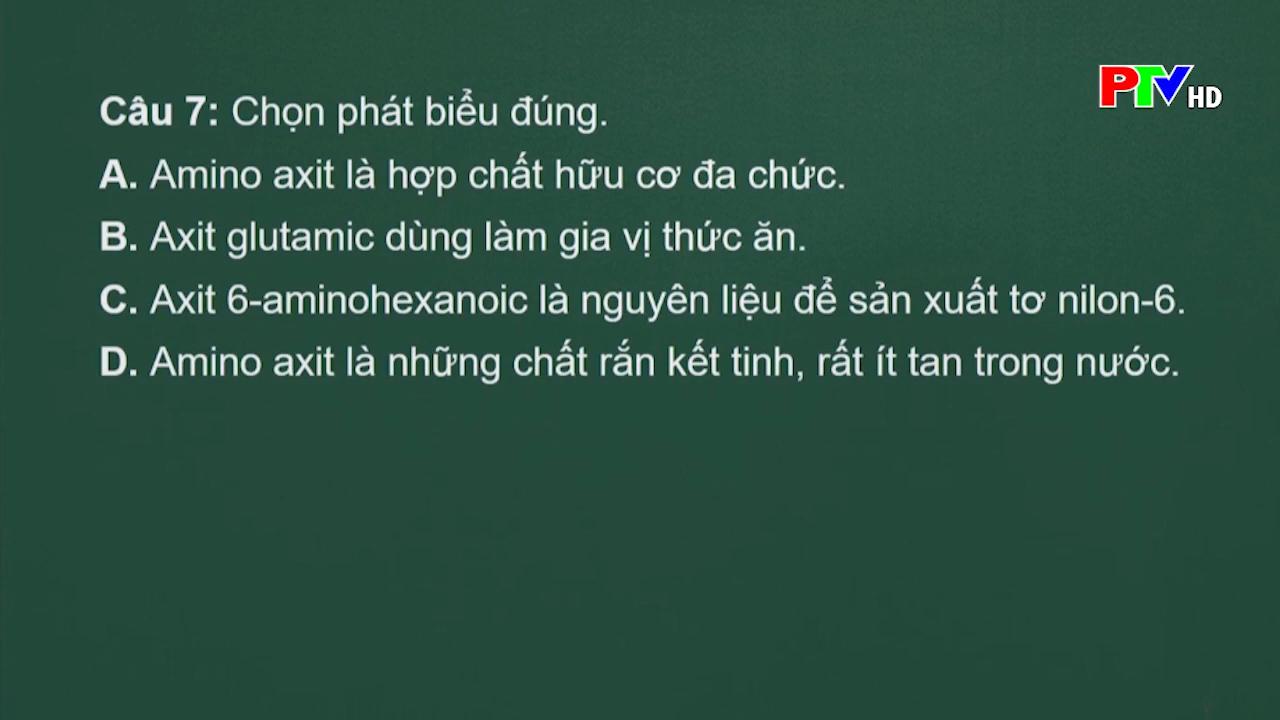 PTV HD
Câu 7: Chọn phát biểu đúng.
A. Amino axit là hợp chất hữu cơ đa chức.
B. Axit glutamic dùng làm gia vị thức ăn.
C. Axit 6-aminohexanoic là nguyên liệu để sản xuất tơ nilon-6.
D. Amino axit là những chất rắn kết tinh, rất ít tan trong nước.